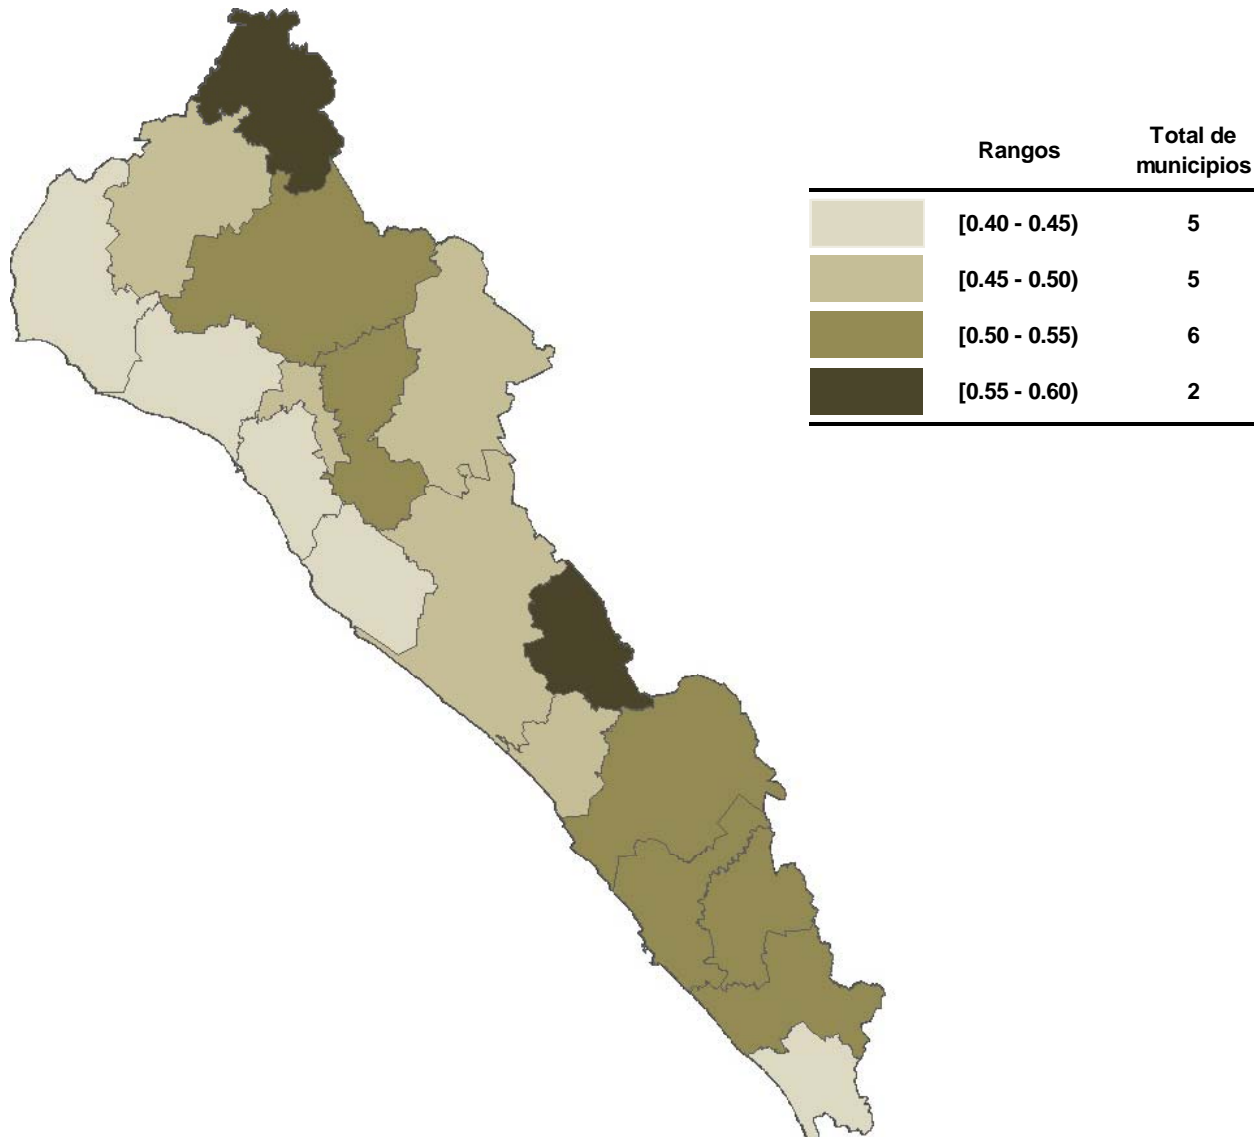 Rangos
Total de
municipios
[0.40 - 0.45) 5
[0.45 - 0.50) 5
[0.50 - 0.55) 6
[0.55 - 0.60) 2